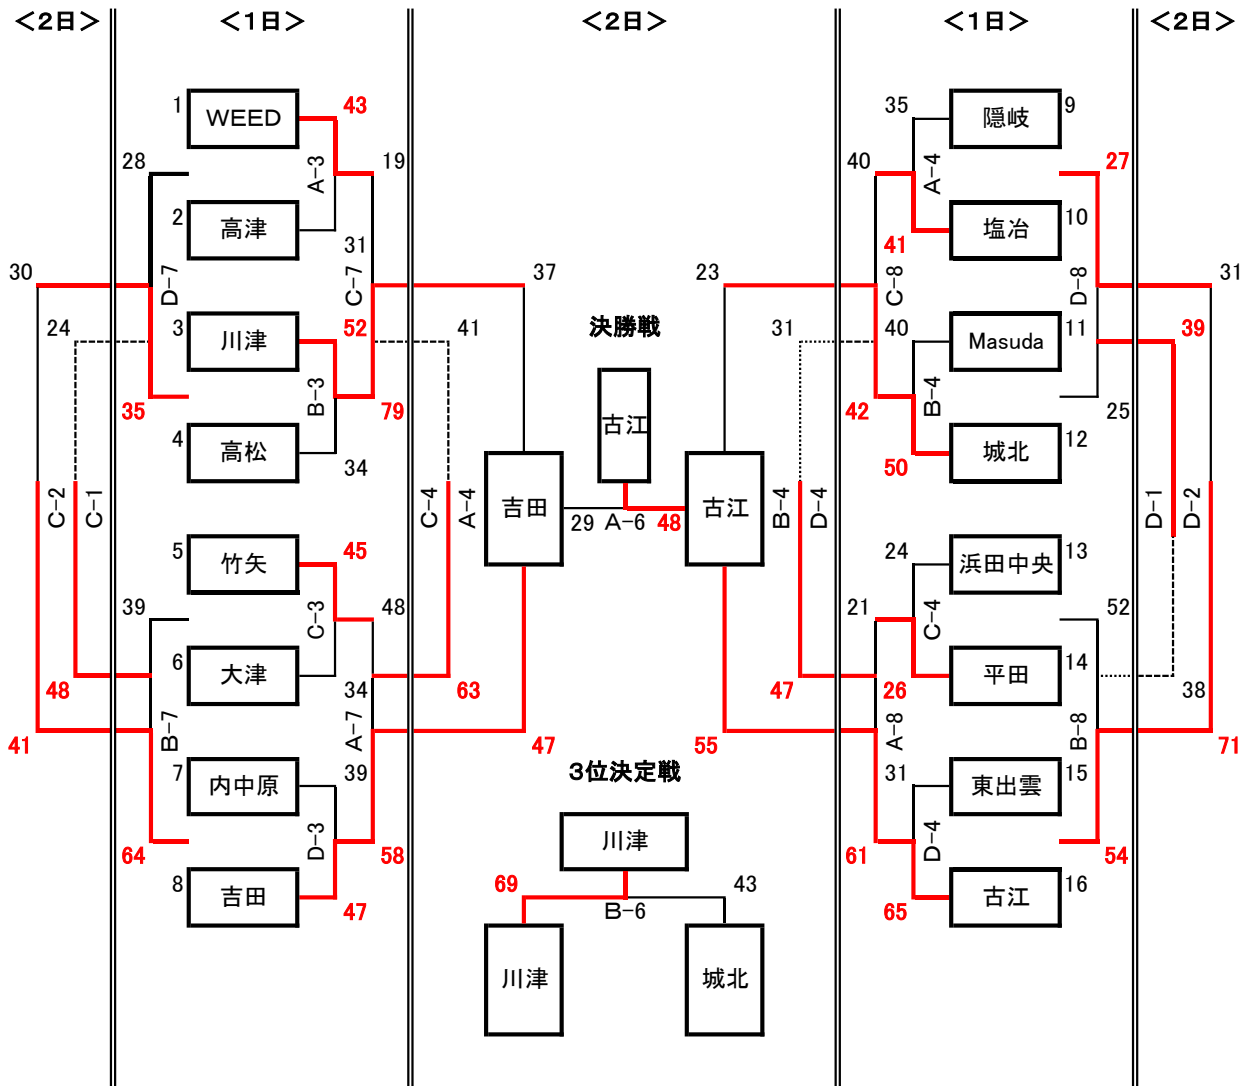 <2日>
<1日>
<2日>
<1日>
<2日>
1
WEED
43
35
隠岐
9
28
A-3
19
40
A-4
27
2
高津
31
41
塩冶
10
30
D-7
C-7
37
23
C-8
D-8
31
24
3
川津
52
41
決勝戦
31
40
Masuda
11
39
35
B-3
79
42
B-4
25
4
高松
34
古江
50
城北
12
C-2
C-1
C-4
A-4
吉田
29
A-6
48
古江
B-4
D-4
D-1
D-2
5
竹矢
45
24
浜田中央
13
39
C-3
48
21
C-4
52
6
大津
34
26
平田
14
48
63
47
38
41
B-7
A-7
47
55
A-8
B-8
71
7
内中原
39
3位決定戦
31
東出雲
15
64
D-3
58
川津
61
D-4
54
8
吉田
47
69
B-6
43
65
古江
16
川津
城北